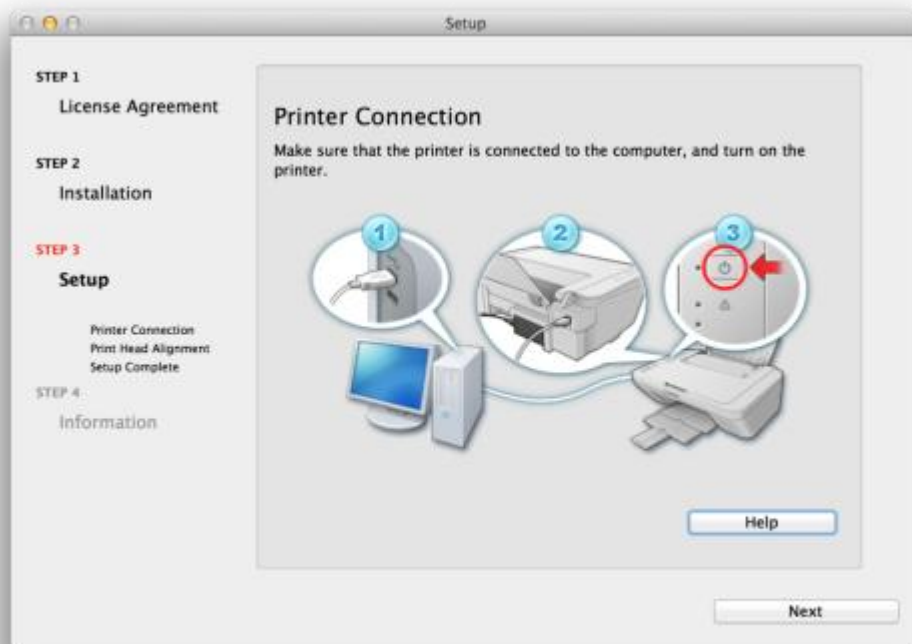 Setup
STEP 1
License Agreement
STEP 2
Installation
STEP 3
Setup
Printer Connection
Print Head Alignment
Setup Complete
STEP 4
Information
Printer Connection
Make sure that the printer is connected to the computer, and turn on the
printer.
1
2
3
Help
Next